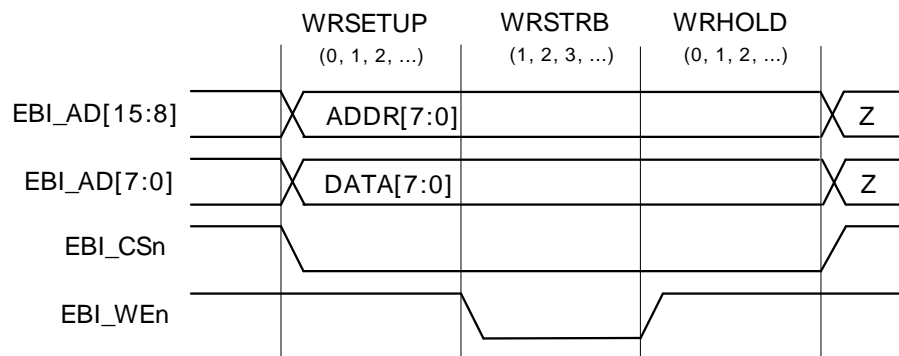 WRSETUP WRSTRB WRHOLD
(0, 1, 2, ...) (1, 2, 3, ...) (0, 1, 2, ...)
EBI_AD[15:8] ADDR[7:0] Z
EBI_AD[7:0] DATA[7:0] Z
EBI_CSn
EBI_WEn